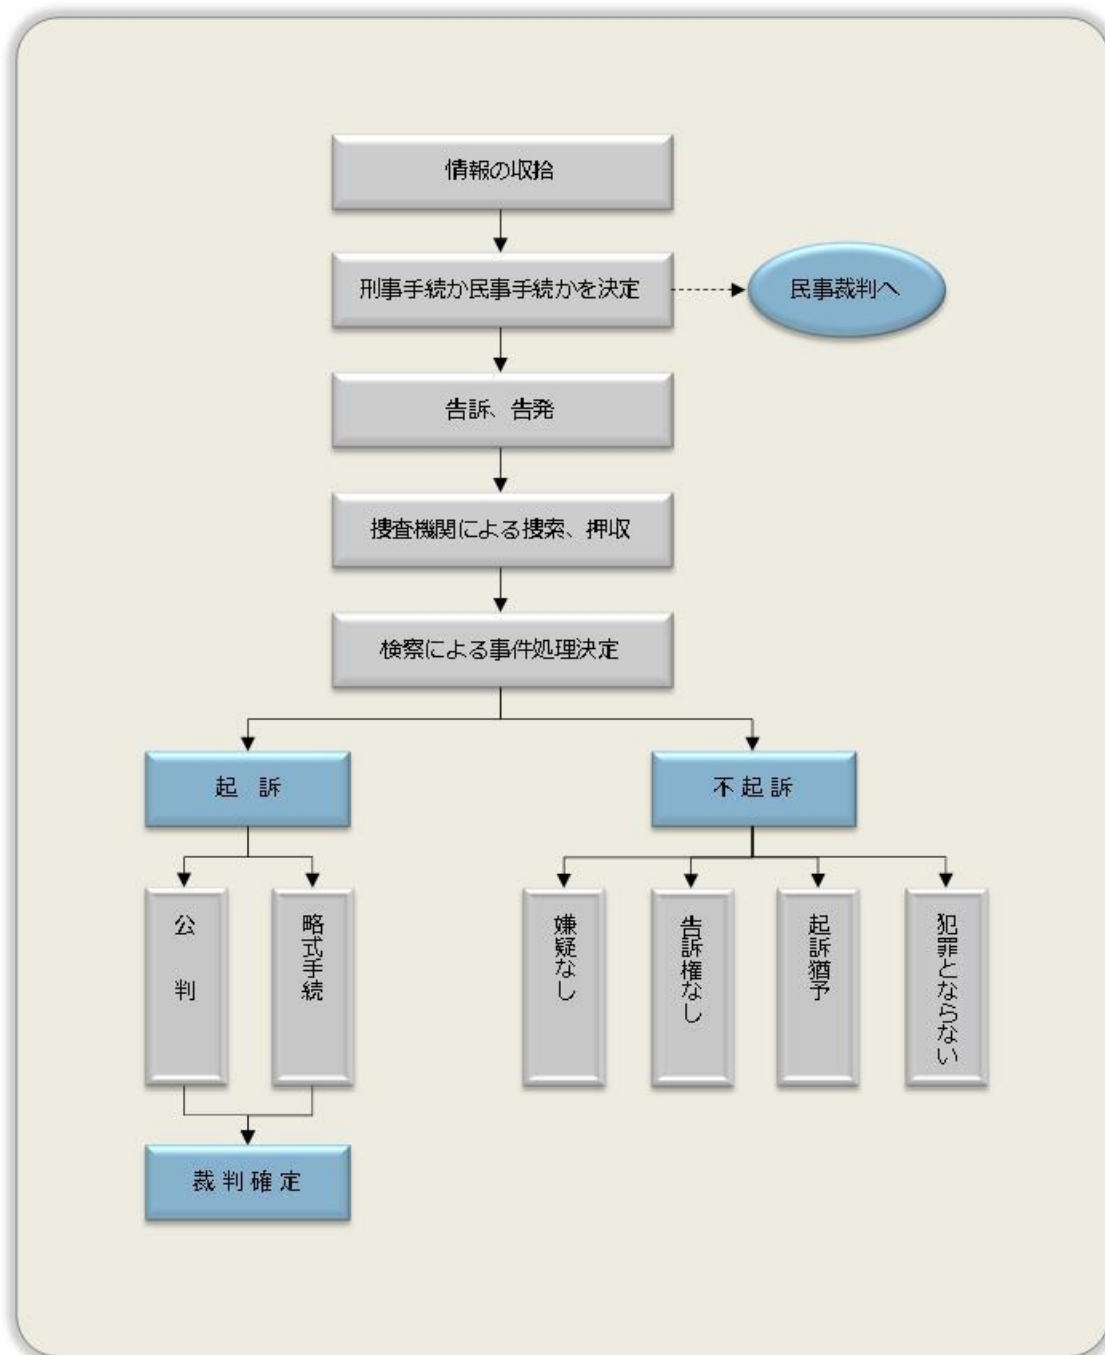 情報の収拾
刑事手続か民事手続かを決定
民事裁判へ
告訴、告発
捜査機関による捜索、押収
検察による事件処理決定
起 訴
不起訴
公 判
略式手続
嫌疑なし
告訴権なし
起訴猶予
犯罪とならない
裁判確定